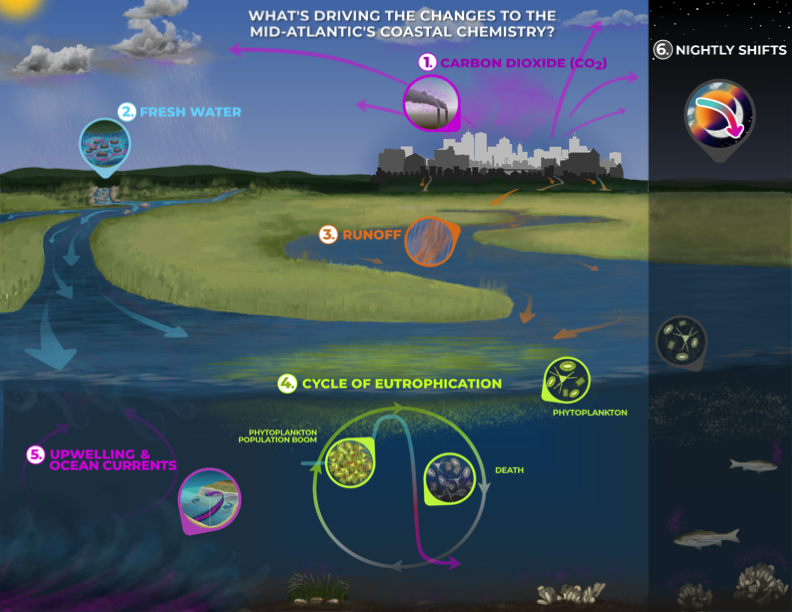 WHAT'S DRIVING THE CHANGES TO THE
MID-ATLANTIC'S COASTAL CHEMISTRY?
1. CARBON DIOXIDE (CO2)
6. NIGHTLY SHIFTS
2. FRESH WATER
3. RUNOFF
4. CYCLE OF EUTROPHICATION
PHYTOPLANKTON
PHYTOPLANKTON
POPULATION BOOM
DEATH
5. UPWELLING &
OCEAN CURRENTS